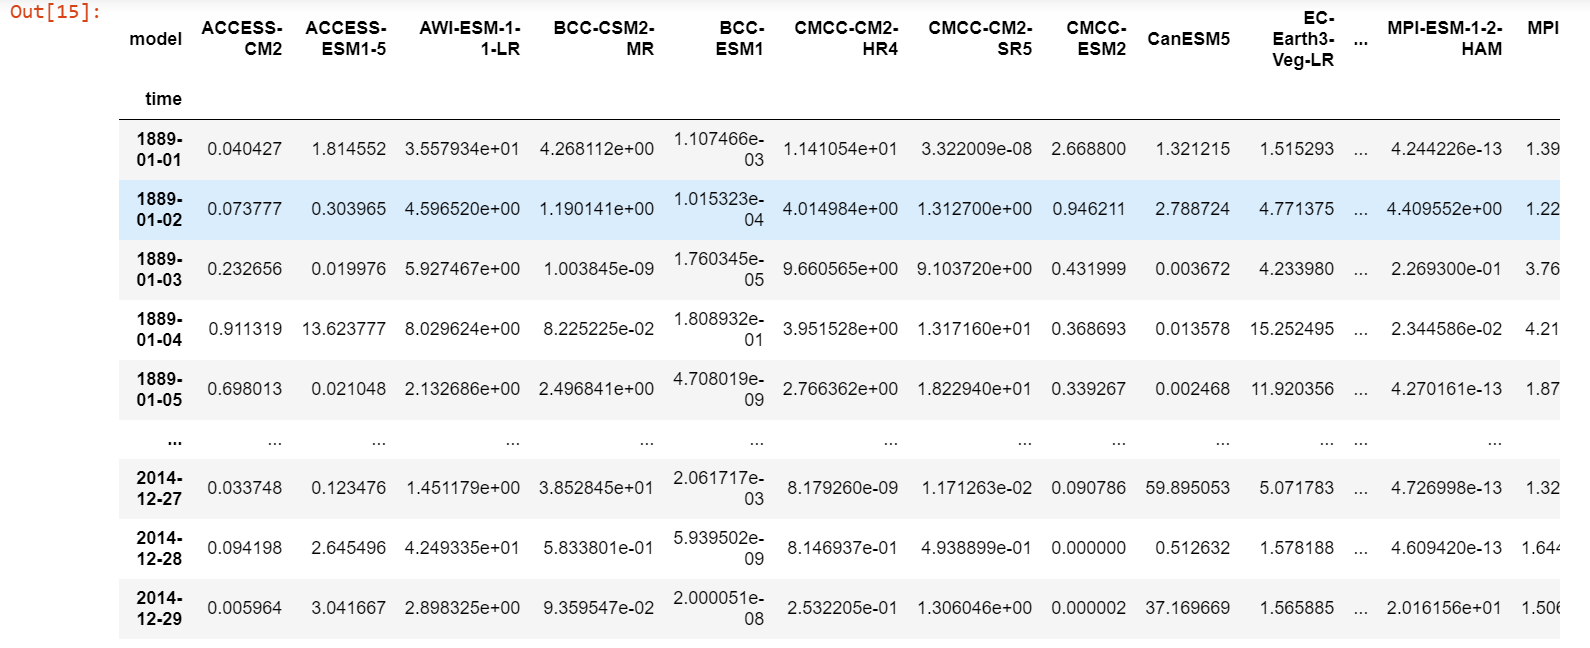 Out[15]:
model ACCESS-CM2 ACCESS-ESM1-5 AWI-ESM-1-1-LR BCC-CSM2-MR BCC-ESM1 CMCC-CM2-HR4 CMCC-CM2-SR5 CMCC-ESM2 CanESM5 EC-Earth3-Veg-LR ... MPI-ESM-1-2-HAM MPI
time
1889-01-01 0.040427 1.814552 3.557934e+01 4.268112e+00 1.107466e-03 1.141054e+01 3.322009e-08 2.668800 1.321215 1.515293 ... 4.244226e-13 1.39
1889-01-02 0.073777 0.303965 4.596520e+00 1.190141e+00 1.015323e-04 4.014984e+00 1.312700e+00 0.946211 2.788724 4.771375 ... 4.409552e+00 1.22
1889-01-03 0.232656 0.019976 5.927467e+00 1.003845e-09 1.760345e-05 9.660565e+00 9.103720e+00 0.431999 0.003672 4.233980 ... 2.269300e-01 3.76
1889-01-04 0.911319 13.623777 8.029624e+00 8.225225e-02 1.808932e-01 3.951528e+00 1.317160e+01 0.368693 0.013578 15.252495 ... 2.344586e-02 4.21
1889-01-05 0.698013 0.021048 2.132686e+00 2.496841e+00 4.708019e-09 2.766362e+00 1.822940e+01 0.339267 0.002468 11.920356 ... 4.270161e-13 1.87
... ... ... ... ... ... ... ... ... ... ... ... ...
2014-12-27 0.033748 0.123476 1.451179e+00 3.852845e+01 2.061717e-03 8.179260e-09 1.171263e-02 0.090786 59.895053 5.071783 ... 4.726998e-13 1.32
2014-12-28 0.094198 2.645496 4.249335e+01 5.833801e-01 5.939502e-09 8.146937e-01 4.938899e-01 0.000000 0.512632 1.578188 ... 4.609420e-13 1.644
2014-12-29 0.005964 3.041667 2.898325e+00 9.359547e-02 2.000051e-08 2.532205e-01 1.306046e+00 0.000002 37.169669 1.565885 ... 2.016156e+01 1.506